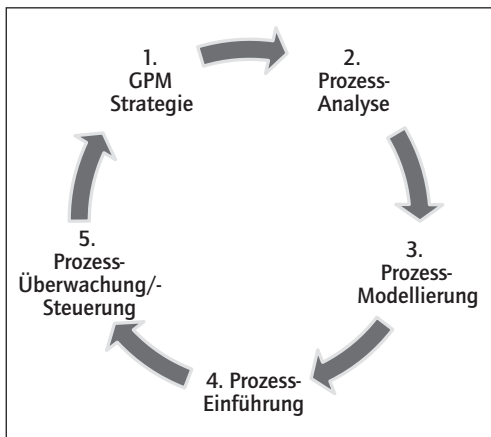 1.
GPM
Strategie
2.
Prozess-
Analyse
3.
Prozess-
Modellierung
4. Prozess-
Einführung
5.
Prozess-
Überwachung/-
Steuerung